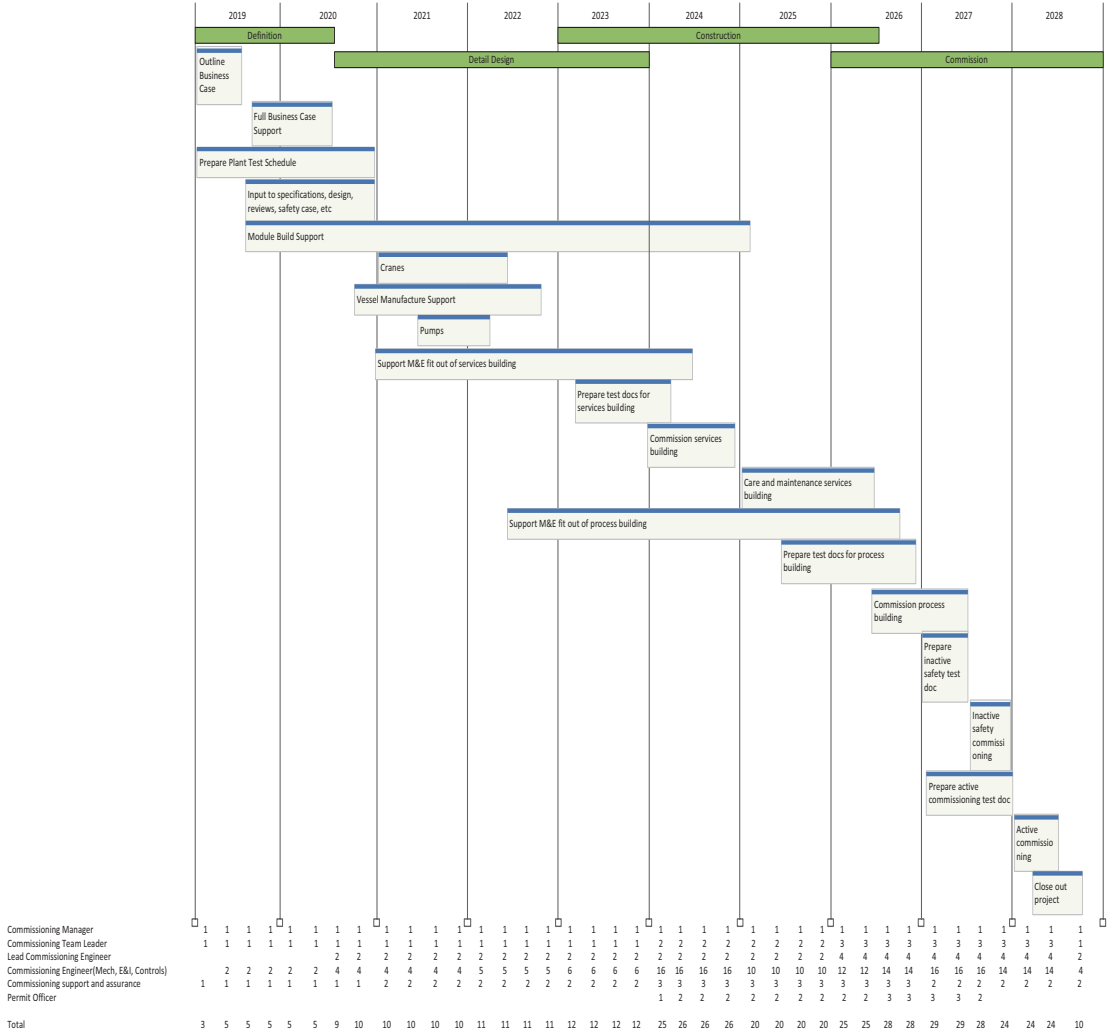 2019 2020 2021 2022 2023 2024 2025 2026 2027 2028
Definition
Construction
Detail Design
Commission
Outline
Business
Case
Full Business Case
Support
Prepare Plant Test Schedule
Input to specifications, design,
reviews, safety case, etc
Module Build Support
Cranes
Vessel Manufacture Support
Pumps
Support M&E fit out of services building
Prepare test docs for
services building
Commission services
building
Care and maintenance services
building
Support M&E fit out of process building
Prepare test docs for process
building
Commission process
building
Prepare
inactive
safety test
doc
Inactive
safety
commissi
oning
Prepare active
commissioning test doc
Active
commissio
ning
Close out
project
Commissioning Manager 1 1 1 1 1 1 1 1 1 1 1 1 1 1 1 1 1 1 1 1 1 1 1 1 1 1 1 1 1 1 1 1 1 1 1 1 1 1 1
Commissioning Team Leader 1 1 1 1 1 1 1 1 1 1 1 1 1 1 1 1 1 1 1 1 2 2 2 2 2 2 2 2 3 3 3 3 3 3 3 3 3 3 1
Lead Commissioning Engineer 2 2 2 2 2 2 2 2 2 2 2 2 2 2 2 2 2 2 2 2 2 2 4 4 4 4 4 4 4 4 4 4 2
Commissioning Engineer(Mech, E&I, Controls) 2 2 2 2 2 4 4 4 4 4 4 5 5 5 5 6 6 6 6 16 16 16 16 10 10 10 10 12 12 14 14 16 16 16 14 14 14 4
Commissioning support and assurance 1 1 1 1 1 1 1 1 2 2 2 2 2 2 2 2 2 2 2 2 3 3 3 3 3 3 3 3 3 3 3 3 2 2 2 2 2 2 2
Permit Officer 1 2 2 2 2 2 2 2 2 2 3 3 3 3 2
Total 3 5 5 5 5 5 9 10 10 10 10 10 11 11 11 11 12 12 12 12 25 26 26 26 20 20 20 20 25 25 28 28 29 29 28 24 24 24 10